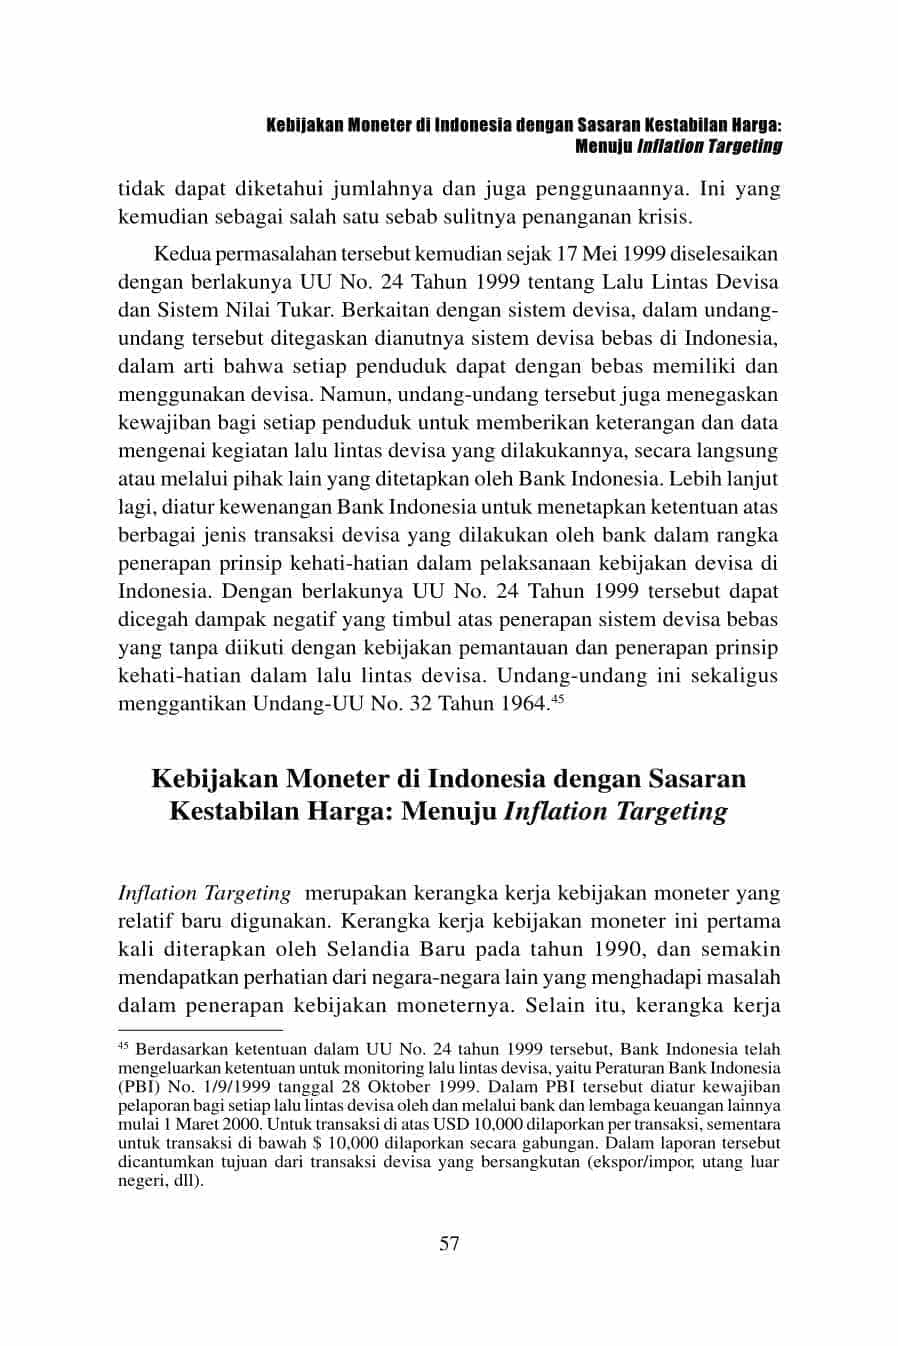 Kebijakan Moneter di Indonesia dengan Sasaran Kestabilan Harga:
Menuju Inflation Targeting
tidak dapat diketahui jumlahnya dan juga penggunaannya. Ini yang
kemudian sebagai salah satu sebab sulitnya penanganan krisis.
Kedua permasalahan tersebut kemudian sejak 17 Mei 1999 diselesaikan
dengan berlakunya UU No. 24 Tahun 1999 tentang Lalu Lintas Devisa
dan Sistem Nilai Tukar. Berkaitan dengan sistem devisa, dalam undang-
undang tersebut ditegaskan dianutnya sistem devisa bebas di Indonesia,
dalam arti bahwa setiap penduduk dapat dengan bebas memiliki dan
menggunakan devisa. Namun, undang-undang tersebut juga menegaskan
kewajiban bagi setiap penduduk untuk memberikan keterangan dan data
mengenai kegiatan lalu lintas devisa yang dilakukannya, secara langsung
atau melalui pihak lain yang ditetapkan oleh Bank Indonesia. Lebih lanjut
lagi, diatur kewenangan Bank Indonesia untuk menetapkan ketentuan atas
berbagai jenis transaksi devisa yang dilakukan oleh bank dalam rangka
penerapan prinsip kehati-hatian dalam pelaksanaan kebijakan devisa di
Indonesia. Dengan berlakunya UU No. 24 Tahun 1999 tersebut dapat
dicegah dampak negatif yang timbul atas penerapan sistem devisa bebas
yang tanpa diikuti dengan kebijakan pemantauan dan penerapan prinsip
kehati-hatian dalam lalu lintas devisa. Undang-undang ini sekaligus
menggantikan Undang-UU No. 32 Tahun 1964.⁴⁵
Kebijakan Moneter di Indonesia dengan Sasaran
Kestabilan Harga: Menuju Inflation Targeting
Inflation Targeting merupakan kerangka kerja kebijakan moneter yang
relatif baru digunakan. Kerangka kerja kebijakan moneter ini pertama
kali diterapkan oleh Selandia Baru pada tahun 1990, dan semakin
mendapatkan perhatian dari negara-negara lain yang menghadapi masalah
dalam penerapan kebijakan moneternya. Selain itu, kerangka kerja
⁴⁵ Berdasarkan ketentuan dalam UU No. 24 tahun 1999 tersebut, Bank Indonesia telah
mengeluarkan ketentuan untuk monitoring lalu lintas devisa, yaitu Peraturan Bank Indonesia
(PBI) No. 1/9/1999 tanggal 28 Oktober 1999. Dalam PBI tersebut diatur kewajiban
pelaporan bagi setiap lalu lintas devisa oleh dan melalui bank dan lembaga keuangan lainnya
mulai 1 Maret 2000. Untuk transaksi di atas USD 10,000 dilaporkan per transaksi, sementara
untuk transaksi di bawah $ 10,000 dilaporkan secara gabungan. Dalam laporan tersebut
dicantumkan tujuan dari transaksi devisa yang bersangkutan (ekspor/impor, utang luar
negeri, dll).
57